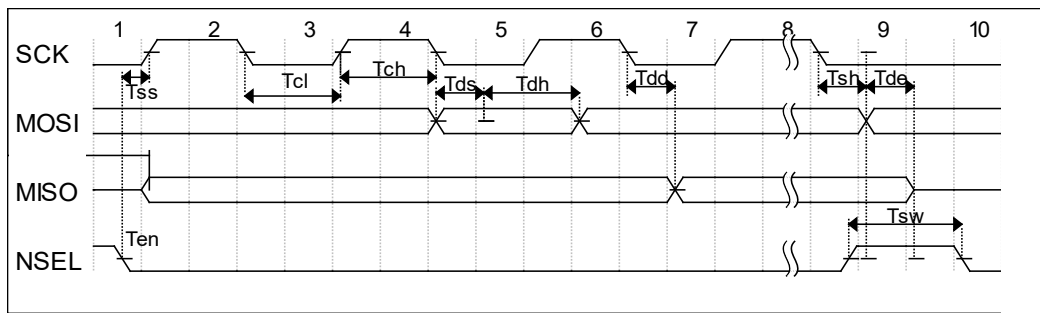 1 2 3 4 5 6 7 8 9 10
SCK
Tss Tcl Tch Tds Tdh Tdd Tsh Tde
MOSI
MISO
Tsw
Ten
NSEL